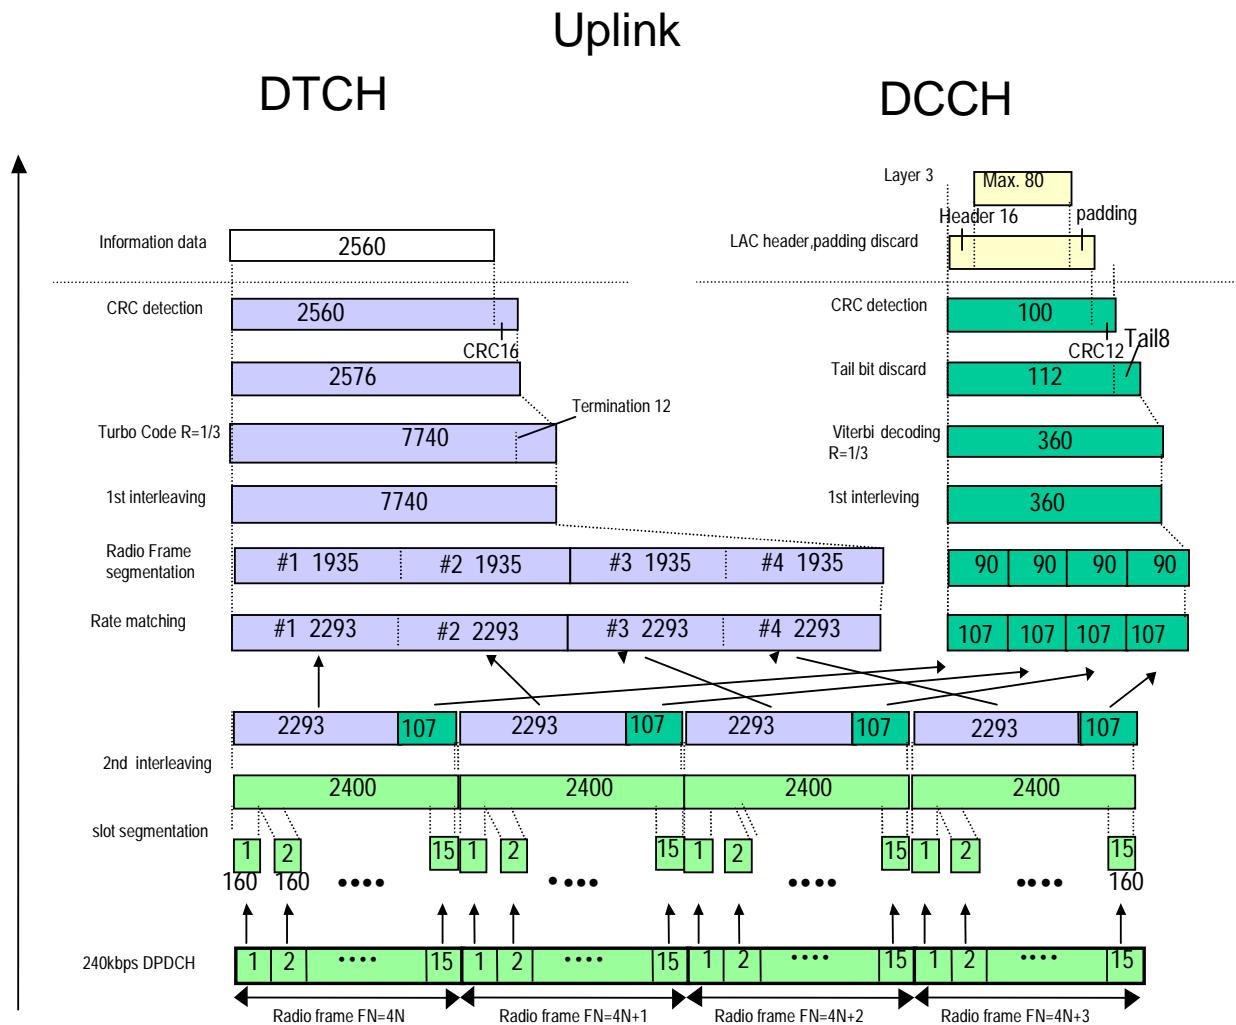 Uplink
DTCH
DCCH
Layer 3
Max. 80
Header 16
padding
Information data
2560
LAC header,padding discard
CRC detection
2560
CRC16
CRC detection
100
CRC12
Tail8
2576
Tail bit discard
112
Termination 12
Turbo Code R=1/3
7740
Viterbi decoding
R=1/3
360
1st interleaving
7740
1st interleving
360
Radio Frame
segmentation
#1 1935
#2 1935
#3 1935
#4 1935
90
90
90
90
Rate matching
#1 2293
#2 2293
#3 2293
#4 2293
107
107
107
107
2293
107
2293
107
2293
107
2293
107
2nd interleaving
2400
2400
2400
2400
slot segmentation
1
2
15
1
2
15
1
2
15
1
2
15
160
160
160
240kbps DPDCH
1
2
15
1
2
15
1
2
15
1
2
15
Radio frame FN=4N
Radio frame FN=4N+1
Radio frame FN=4N+2
Radio frame FN=4N+3